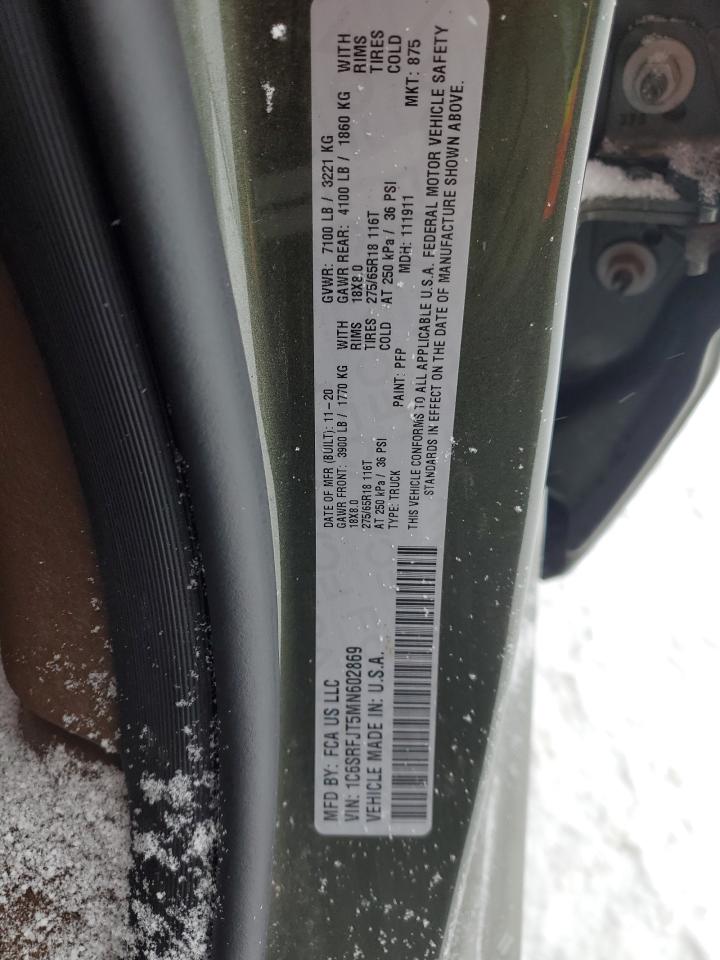 MFD BY: FCA US LLC
VIN: 1C6SRFJT5MN602869
VEHICLE MADE IN: U.S.A.
DATE OF MFR (BUILT): 11-20
GAWR FRONT: 3900 LB / 1770 KG WITH
18X8.0 RIMS
275/65R18 116T TIRES
AT 250 kPa / 36 PSI COLD
TYPE: TRUCK PAINT: PFP
GVWR: 7100 LB / 3221 KG
GAWR REAR: 4100 LB / 1860 KG WITH
18X8.0 RIMS
275/65R18 116T TIRES
AT 250 kPa / 36 PSI COLD
MDH: 111911 MKT: 875
THIS VEHICLE CONFORMS TO ALL APPLICABLE U.S.A. FEDERAL MOTOR VEHICLE SAFETY
STANDARDS IN EFFECT ON THE DATE OF MANUFACTURE SHOWN ABOVE.